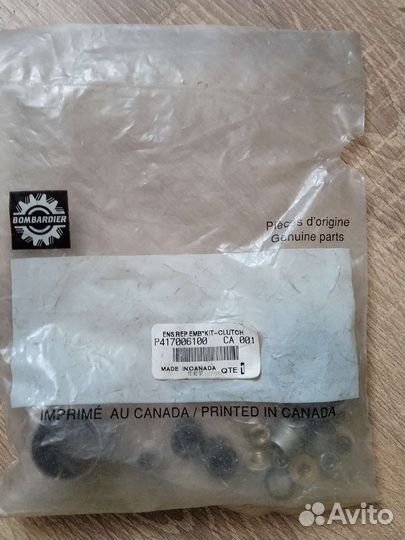 BOMBARDIER
Pièces d'origine
Genuine parts
ENS REP.EMB*KIT-CLUTCH
P417006100 CA 001
MADE IN CANADA QTE 1
IMPRIMÉ AU CANADA / PRINTED IN CANADA
Avito